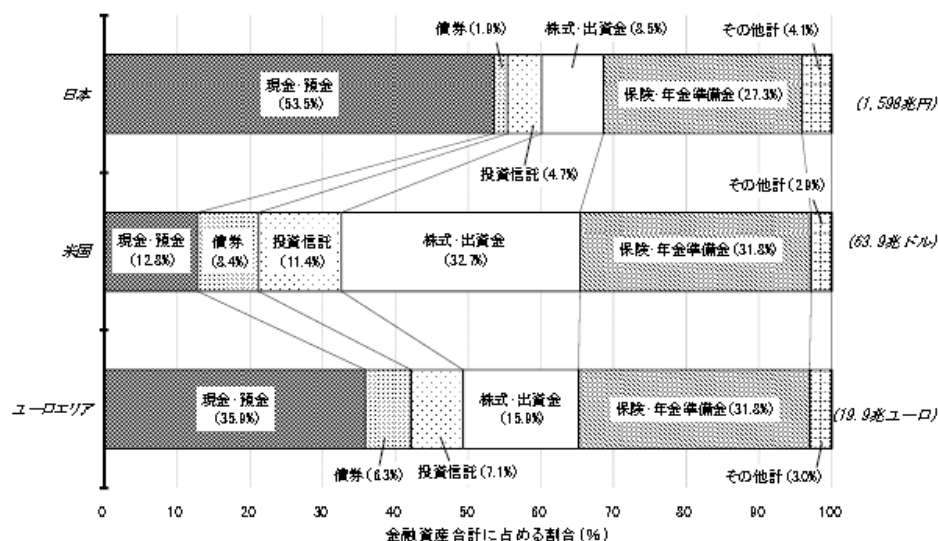 債券(1.9%)
株式･出資金(8.5%)
その他計(4.1%)
日本
現金･預金
(53.5%)
保険･年金準備金(27.3%)
(1,598兆円)
投資信託(4.7%)
その他計(2.9%)
米国
現金･預金
(12.8%)
債券
(8.4%)
投資信託
(11.4%)
株式･出資金
(32.7%)
保険･年金準備金(31.8%)
(63.9兆ドル)
ユーロエリア
現金･預金
(35.9%)
株式･出資金
(15.9%)
保険･年金準備金(31.8%)
(19.9兆ユーロ)
債券(6.3%)
投資信託(7.1%)
その他計(3.0%)
0 10 20 30 40 50 60 70 80 90 100
金融資産合計に占める割合(%)